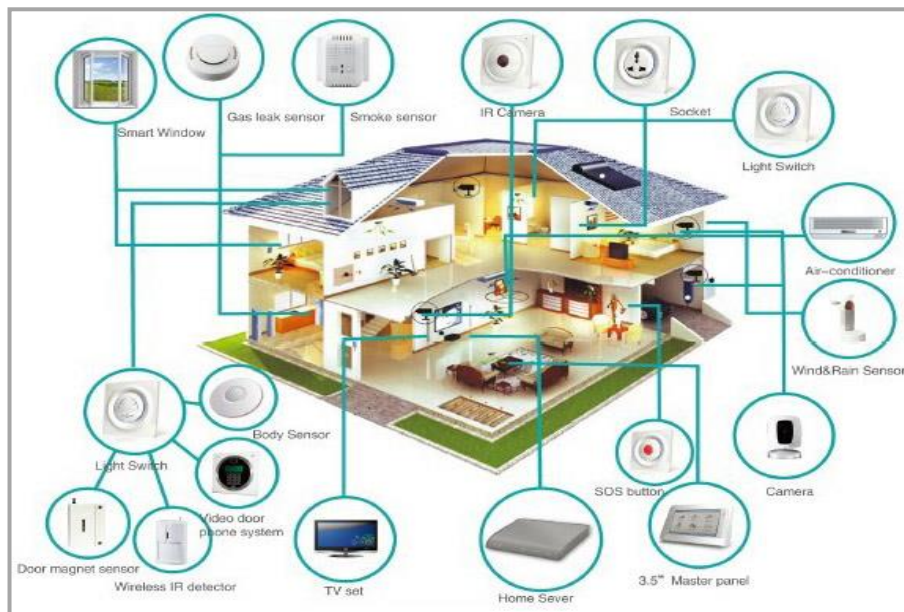 Smart Window
Gas leak sensor
Smoke sensor
IR Camera
Socket
Light Switch
Air-conditioner
Wind&Rain Sensor
Body Sensor
Light Switch
Video door
phone system
Door magnet sensor
Wireless IR detector
TV set
Home Sever
SOS button
3.5" Master panel
Camera